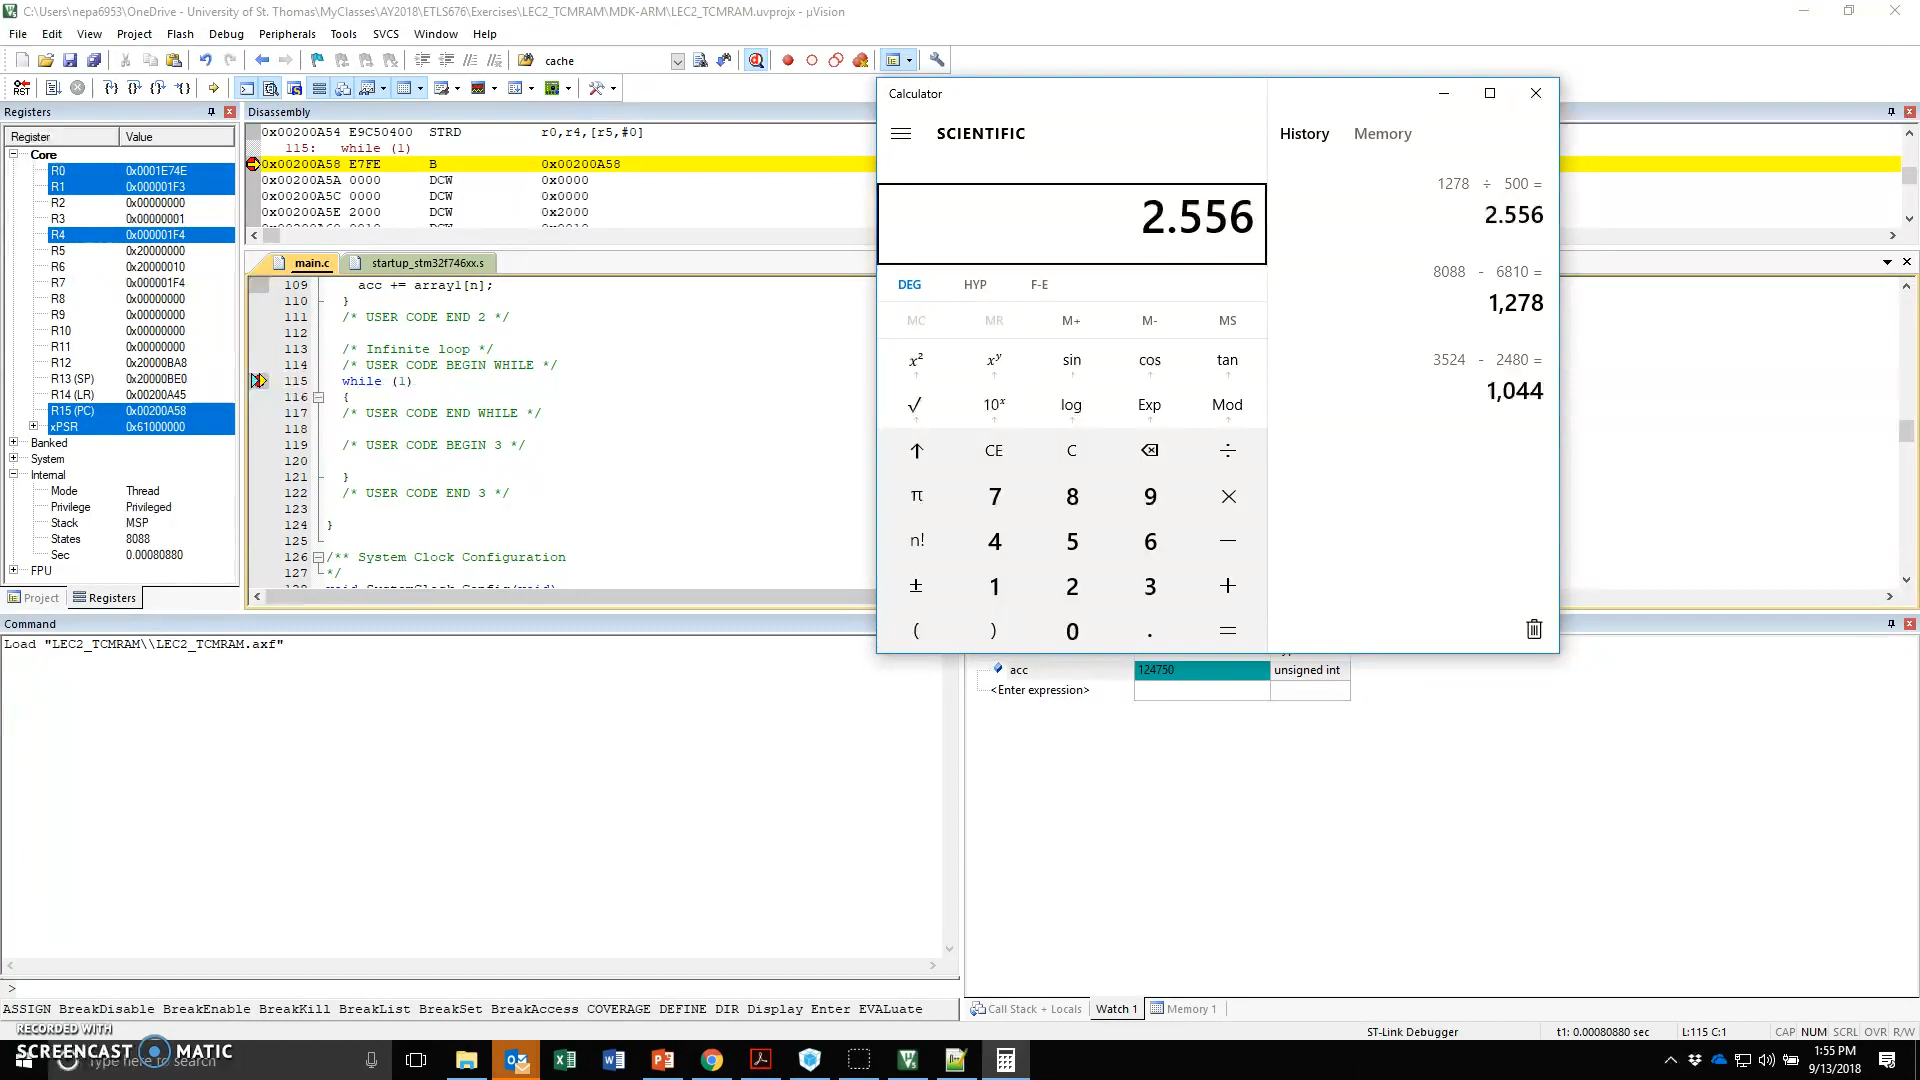 C:\Users\nepa6953\OneDrive - University of St. Thomas\MyClasses\AY2018\ETLS676\Exercises\LEC2_TCMRAM\MDK-ARM\LEC2_TCMRAM.uvprojx - µVision
File Edit View Project Flash Debug Peripherals Tools SVCS Window Help
cache
Registers
Register Value
Core
R0 0x0001E74E
R1 0x000001F3
R2 0x00000000
R3 0x00000001
R4 0x000001F4
R5 0x20000000
R6 0x20000010
R7 0x000001F4
R8 0x00000000
R9 0x00000000
R10 0x00000000
R11 0x00000000
R12 0x20000BA8
R13 (SP) 0x20000BE0
R14 (LR) 0x00200A45
R15 (PC) 0x00200A58
xPSR 0x61000000
Banked
System
Internal
Mode Thread
Privilege Privileged
Stack MSP
States 8088
Sec 0.00080880
FPU
Project Registers
Disassembly
0x00200A54 E9C50400 STRD r0,r4,[r5,#0]
115: while (1)
0x00200A58 E7FE B 0x00200A58
0x00200A5A 0000 DCW 0x0000
0x00200A5C 0000 DCW 0x0000
0x00200A5E 2000 DCW 0x2000
main.c startup_stm32f746xx.s
109 acc += array1[n];
110 }
111 /* USER CODE END 2 */
112
113 /* Infinite loop */
114 /* USER CODE BEGIN WHILE */
115 while (1)
116 {
117 /* USER CODE END WHILE */
118
119 /* USER CODE BEGIN 3 */
120
121 }
122 /* USER CODE END 3 */
123
124 }
125
126 /** System Clock Configuration
127 */
Calculator
SCIENTIFIC
2.556
DEG HYP F-E
MC MR M+ M- MS
x² xʸ sin cos tan
√ 10ˣ log Exp Mod
↑ CE C ⌫ ÷
π 7 8 9 ×
n! 4 5 6 −
± 1 2 3 +
( ) 0 . =
History Memory
1278 ÷ 500 =
2.556
8088 - 6810 =
1,278
3524 - 2480 =
1,044
Command
Load "LEC2_TCMRAM\\LEC2_TCMRAM.axf"
>
ASSIGN BreakDisable BreakEnable BreakKill BreakList BreakSet BreakAccess COVERAGE DEFINE DIR Display Enter EVALuate
acc 124750 unsigned int
<Enter expression>
Call Stack + Locals Watch 1 Memory 1
ST-Link Debugger t1: 0.00080880 sec L:115 C:1 CAP NUM SCRL OVR R/W
RECORDED WITH
SCREENCAST MATIC
Type here to search
1:55 PM
9/13/2018